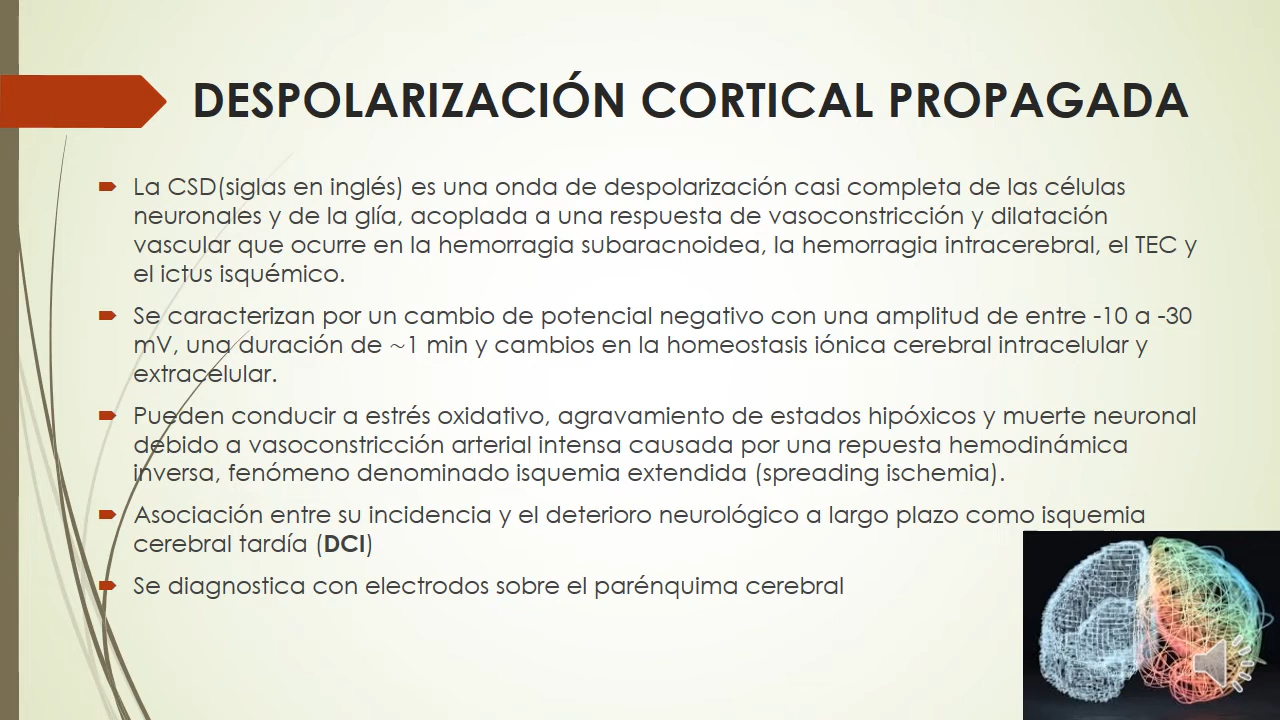 DESPOLARIZACIÓN CORTICAL PROPAGADA
La CSD(siglas en inglés) es una onda de despolarización casi completa de las células
neuronales y de la glía, acoplada a una respuesta de vasoconstricción y dilatación
vascular que ocurre en la hemorragia subaracnoidea, la hemorragia intracerebral, el TEC y
el ictus isquémico.
Se caracterizan por un cambio de potencial negativo con una amplitud de entre -10 a -30
mV, una duración de ~1 min y cambios en la homeostasis iónica cerebral intracelular y
extracelular.
Pueden conducir a estrés oxidativo, agravamiento de estados hipóxicos y muerte neuronal
debido a vasoconstricción arterial intensa causada por una repuesta hemodinámica
inversa, fenómeno denominado isquemia extendida (spreading ischemia).
Asociación entre su incidencia y el deterioro neurológico a largo plazo como isquemia
cerebral tardía (DCI)
Se diagnostica con electrodos sobre el parénquima cerebral